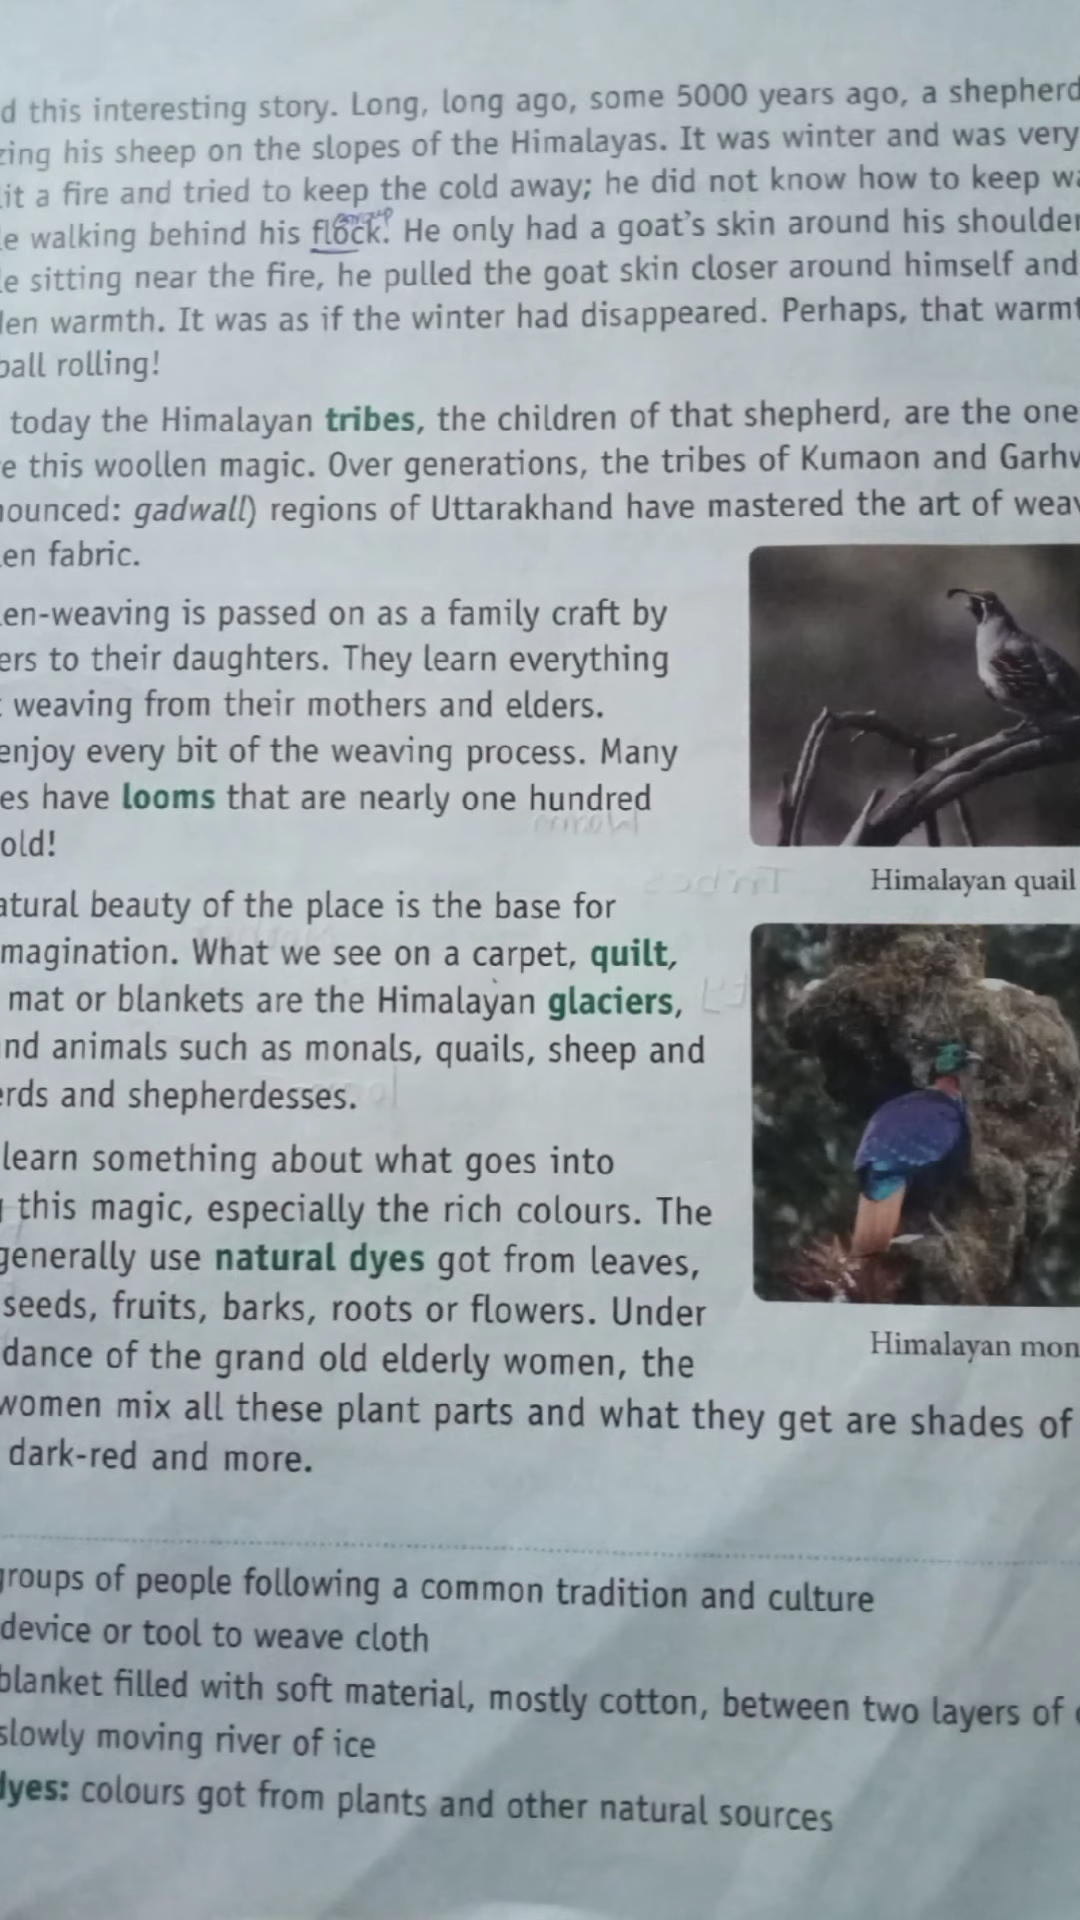 d this interesting story. Long, long ago, some 5000 years ago, a shepherd
zing his sheep on the slopes of the Himalayas. It was winter and was very
lit a fire and tried to keep the cold away; he did not know how to keep wa
le walking behind his flock. He only had a goat's skin around his shoulder
le sitting near the fire, he pulled the goat skin closer around himself and
den warmth. It was as if the winter had disappeared. Perhaps, that warmt
ball rolling!
today the Himalayan tribes, the children of that shepherd, are the one
e this woollen magic. Over generations, the tribes of Kumaon and Garhw
nounced: gadwall) regions of Uttarakhand have mastered the art of weav
len fabric.
len-weaving is passed on as a family craft by
ers to their daughters. They learn everything
t weaving from their mothers and elders.
enjoy every bit of the weaving process. Many
es have looms that are nearly one hundred
old!
Himalayan quail
atural beauty of the place is the base for
magination. What we see on a carpet, quilt,
mat or blankets are the Himalayan glaciers,
nd animals such as monals, quails, sheep and
erds and shepherdesses.
learn something about what goes into
this magic, especially the rich colours. The
generally use natural dyes got from leaves,
seeds, fruits, barks, roots or flowers. Under
dance of the grand old elderly women, the
Himalayan mon
women mix all these plant parts and what they get are shades of
dark-red and more.
groups of people following a common tradition and culture
device or tool to weave cloth
blanket filled with soft material, mostly cotton, between two layers of
slowly moving river of ice
dyes: colours got from plants and other natural sources